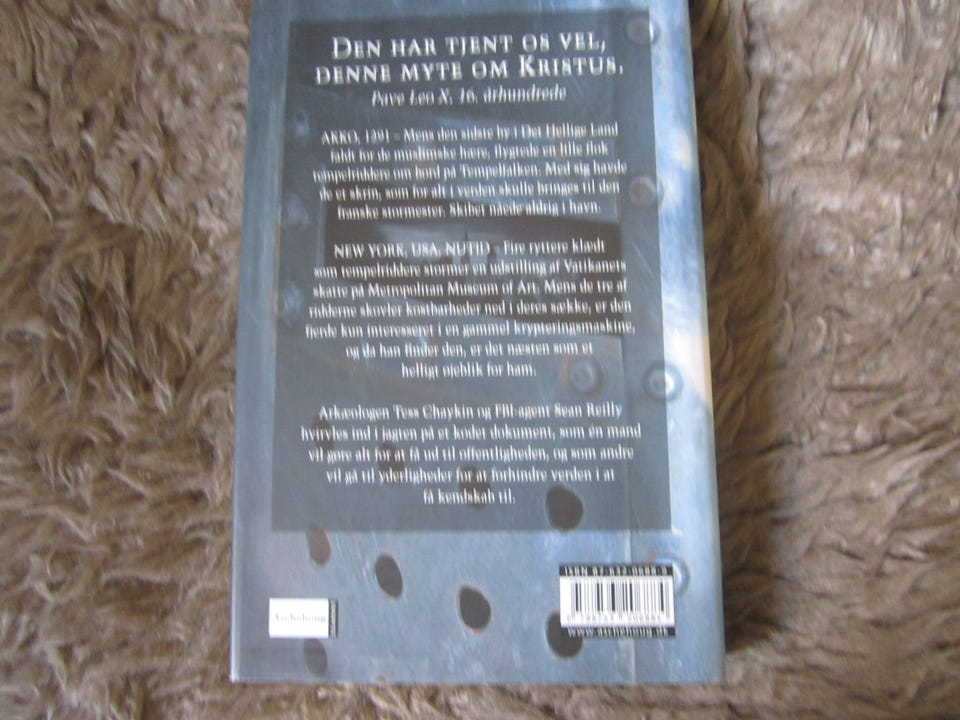 DEN HAR TJENT OS VEL,
DENNE MYTE OM KRISTUS.
Pave Leo X, 16. århundrede
AKKO, 1291 – Mens den sidste by i Det Hellige Land
faldt for de muslimske hære, flygtede en lille flok
tempelriddere om bord på Tempelfalken. Med sig havde
de et skrin, som for alt i verden skulle bringes til den
franske stormester. Skibet nåede aldrig i havn.
NEW YORK, USA, NUTID – Fire ryttere klædt
som tempelriddere stormer en udstilling af Vatikanets
skatte på Metropolitan Museum of Art. Mens de tre af
ridderne skovler kostbarheder ned i deres sække, er den
fjerde kun interesseret i en gammel krypteringsmaskine,
og da han finder den, er det næsten som et
helligt øjeblik for ham.
Arkæologen Tess Chaykin og FBI-agent Sean Reilly
hvirvles ind i jagten på et kodet dokument, som én mand
vil gøre alt for at få ud til offentligheden, og som andre
vil gå til yderligheder for at forhindre verden i at
få kendskab til.
Aschehoug
ISBN
www.aschehoug.dk